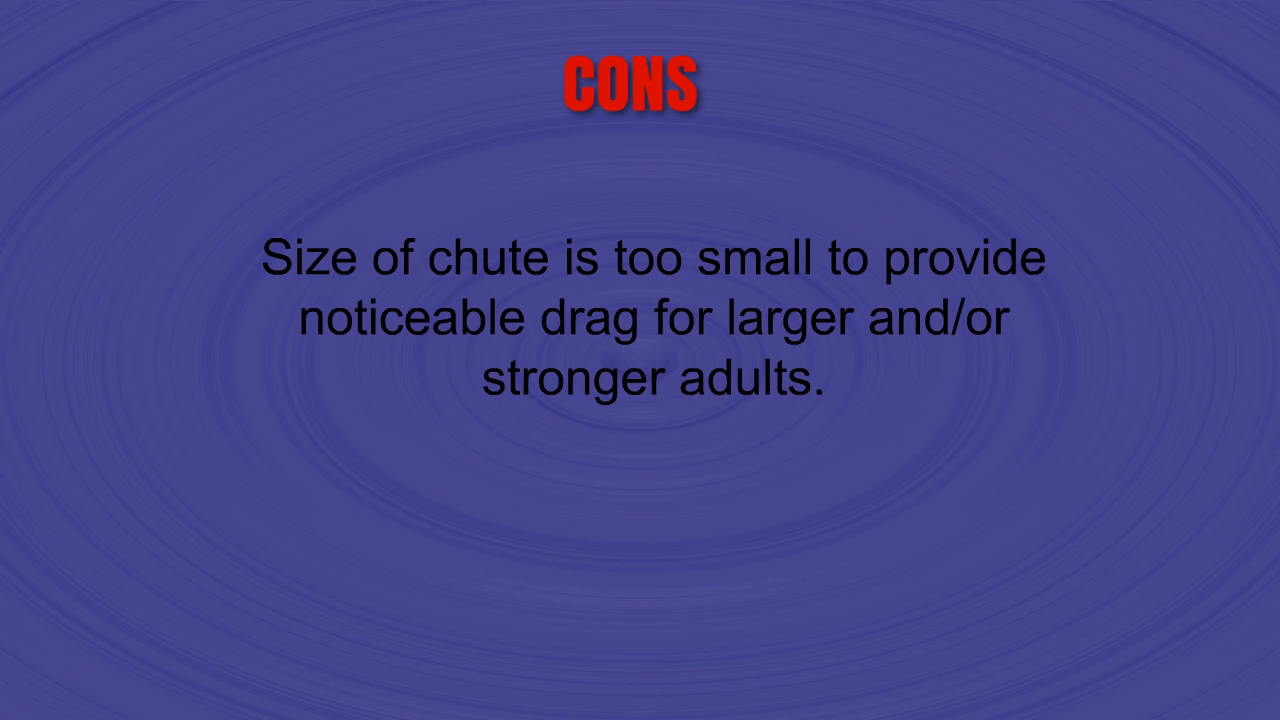 CONS
Size of chute is too small to provide
noticeable drag for larger and/or
stronger adults.